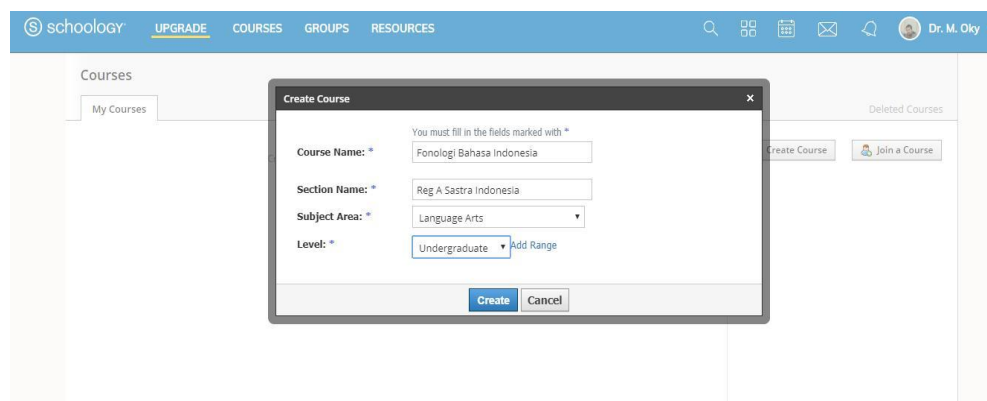 schoology UPGRADE COURSES GROUPS RESOURCES Dr. M. Oky
Courses
My Courses
Deleted Courses
Create Course
Join a Course
Create Course x
You must fill in the fields marked with *
Course Name: * Fonologi Bahasa Indonesia
Section Name: * Reg A Sastra Indonesia
Subject Area: * Language Arts
Level: * Undergraduate Add Range
Create Cancel